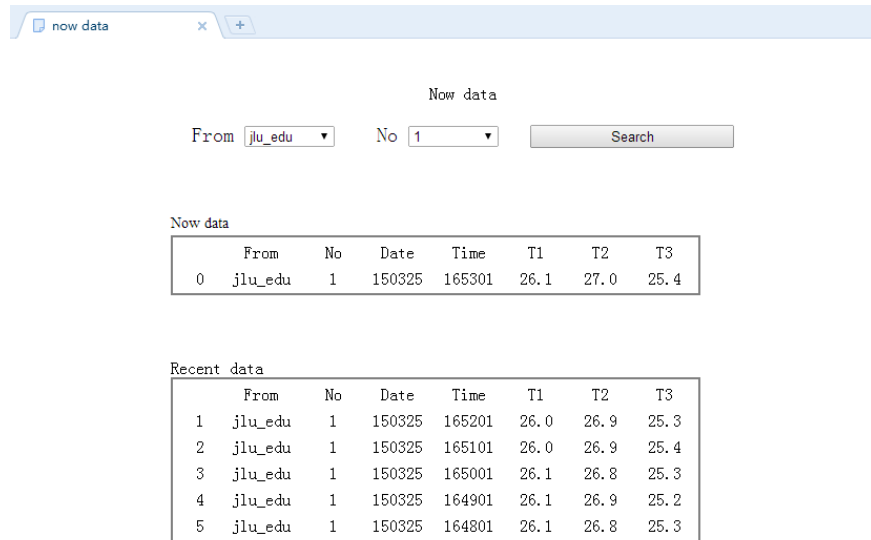 now data × +
Now data
From jlu_edu No 1 Search
Now data
From No Date Time T1 T2 T3
0 jlu_edu 1 150325 165301 26.1 27.0 25.4
Recent data
From No Date Time T1 T2 T3
1 jlu_edu 1 150325 165201 26.0 26.9 25.3
2 jlu_edu 1 150325 165101 26.0 26.9 25.4
3 jlu_edu 1 150325 165001 26.1 26.8 25.3
4 jlu_edu 1 150325 164901 26.1 26.9 25.2
5 jlu_edu 1 150325 164801 26.1 26.8 25.3